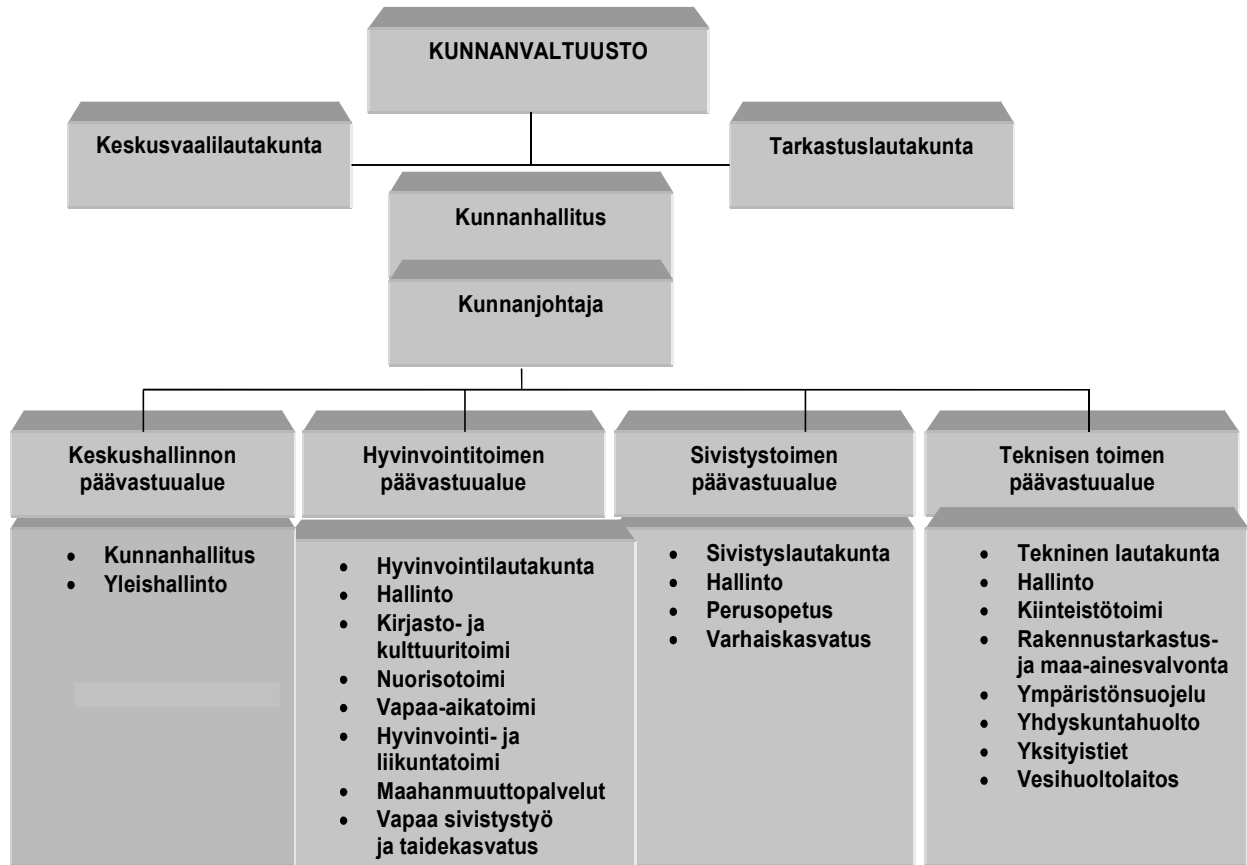 KUNNANVALTUUSTO
Keskusvaalilautakunta
Tarkastuslautakunta
Kunnanhallitus
Kunnanjohtaja
Keskushallinnon
päävastuualue
• Kunnanhallitus
• Yleishallinto
Hyvinvointitoimen
päävastuualue
• Hyvinvointilautakunta
• Hallinto
• Kirjasto- ja
kulttuuritoimi
• Nuorisotoimi
• Vapaa-aikatoimi
• Hyvinvointi- ja
liikuntatoimi
• Maahanmuuttopalvelut
• Vapaa sivistystyö
ja taidekasvatus
Sivistystoimen
päävastuualue
• Sivistyslautakunta
• Hallinto
• Perusopetus
• Varhaiskasvatus
Teknisen toimen
päävastuualue
• Tekninen lautakunta
• Hallinto
• Kiinteistötoimi
• Rakennustarkastus-
ja maa-ainesvalvonta
• Ympäristönsuojelu
• Yhdyskuntahuolto
• Yksityistiet
• Vesihuoltolaitos